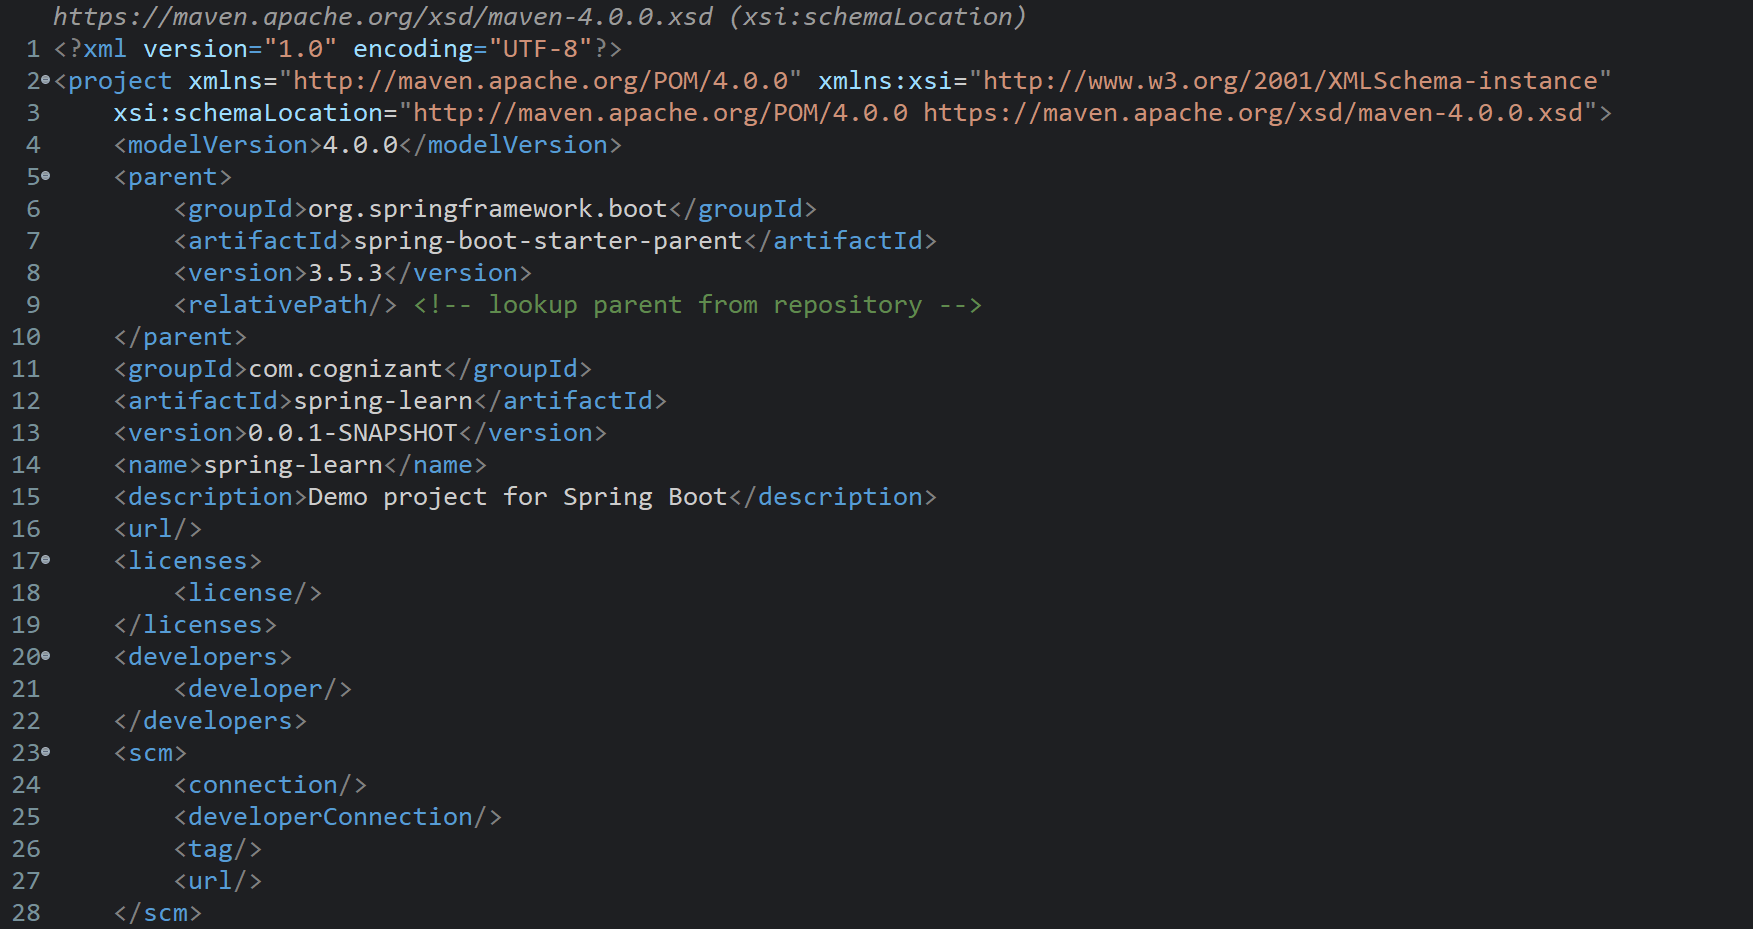 https://maven.apache.org/xsd/maven-4.0.0.xsd (xsi:schemaLocation)
1 <?xml version="1.0" encoding="UTF-8"?>
2 <project xmlns="http://maven.apache.org/POM/4.0.0" xmlns:xsi="http://www.w3.org/2001/XMLSchema-instance"
3     xsi:schemaLocation="http://maven.apache.org/POM/4.0.0 https://maven.apache.org/xsd/maven-4.0.0.xsd">
4     <modelVersion>4.0.0</modelVersion>
5     <parent>
6         <groupId>org.springframework.boot</groupId>
7         <artifactId>spring-boot-starter-parent</artifactId>
8         <version>3.5.3</version>
9         <relativePath/> <!-- lookup parent from repository -->
10     </parent>
11     <groupId>com.cognizant</groupId>
12     <artifactId>spring-learn</artifactId>
13     <version>0.0.1-SNAPSHOT</version>
14     <name>spring-learn</name>
15     <description>Demo project for Spring Boot</description>
16     <url/>
17     <licenses>
18         <license/>
19     </licenses>
20     <developers>
21         <developer/>
22     </developers>
23     <scm>
24         <connection/>
25         <developerConnection/>
26         <tag/>
27         <url/>
28     </scm>